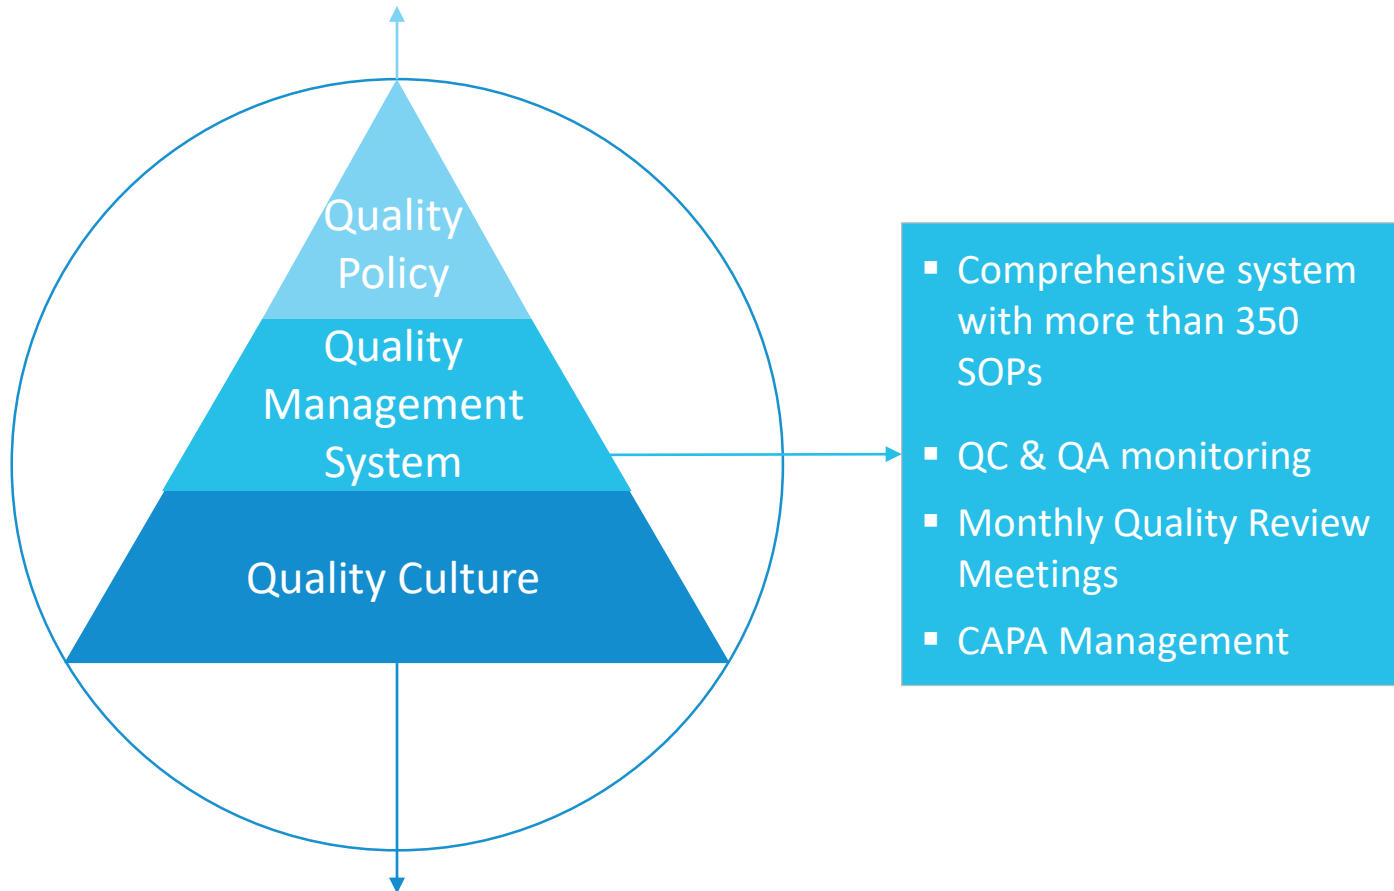 Quality
Policy
Quality
Management
System
Quality Culture
Comprehensive system
with more than 350
SOPs
QC & QA monitoring
Monthly Quality Review
Meetings
CAPA Management